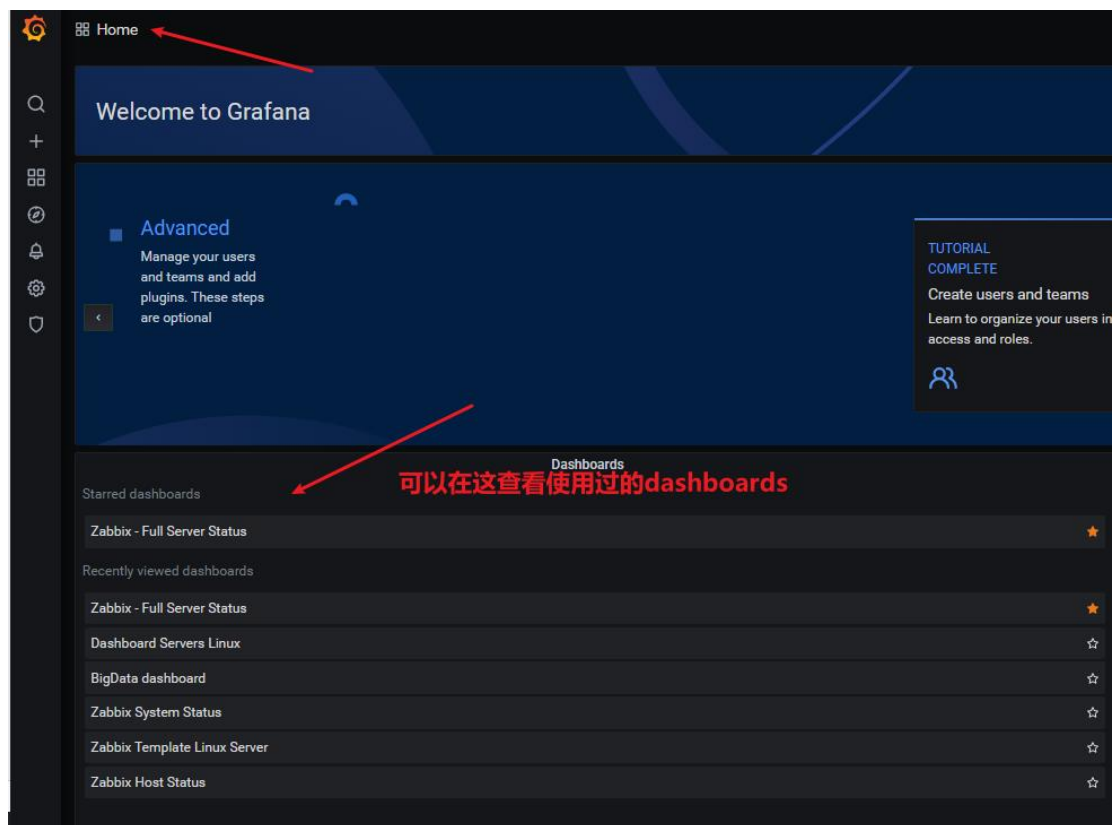 Home
Welcome to Grafana
Advanced
Manage your users
and teams and add
plugins. These steps
are optional
TUTORIAL
COMPLETE
Create users and teams
Learn to organize your users in
access and roles.
Dashboards
可以在这查看使用过的dashboards
Starred dashboards
Zabbix - Full Server Status
Recently viewed dashboards
Zabbix - Full Server Status
Dashboard Servers Linux
BigData dashboard
Zabbix System Status
Zabbix Template Linux Server
Zabbix Host Status